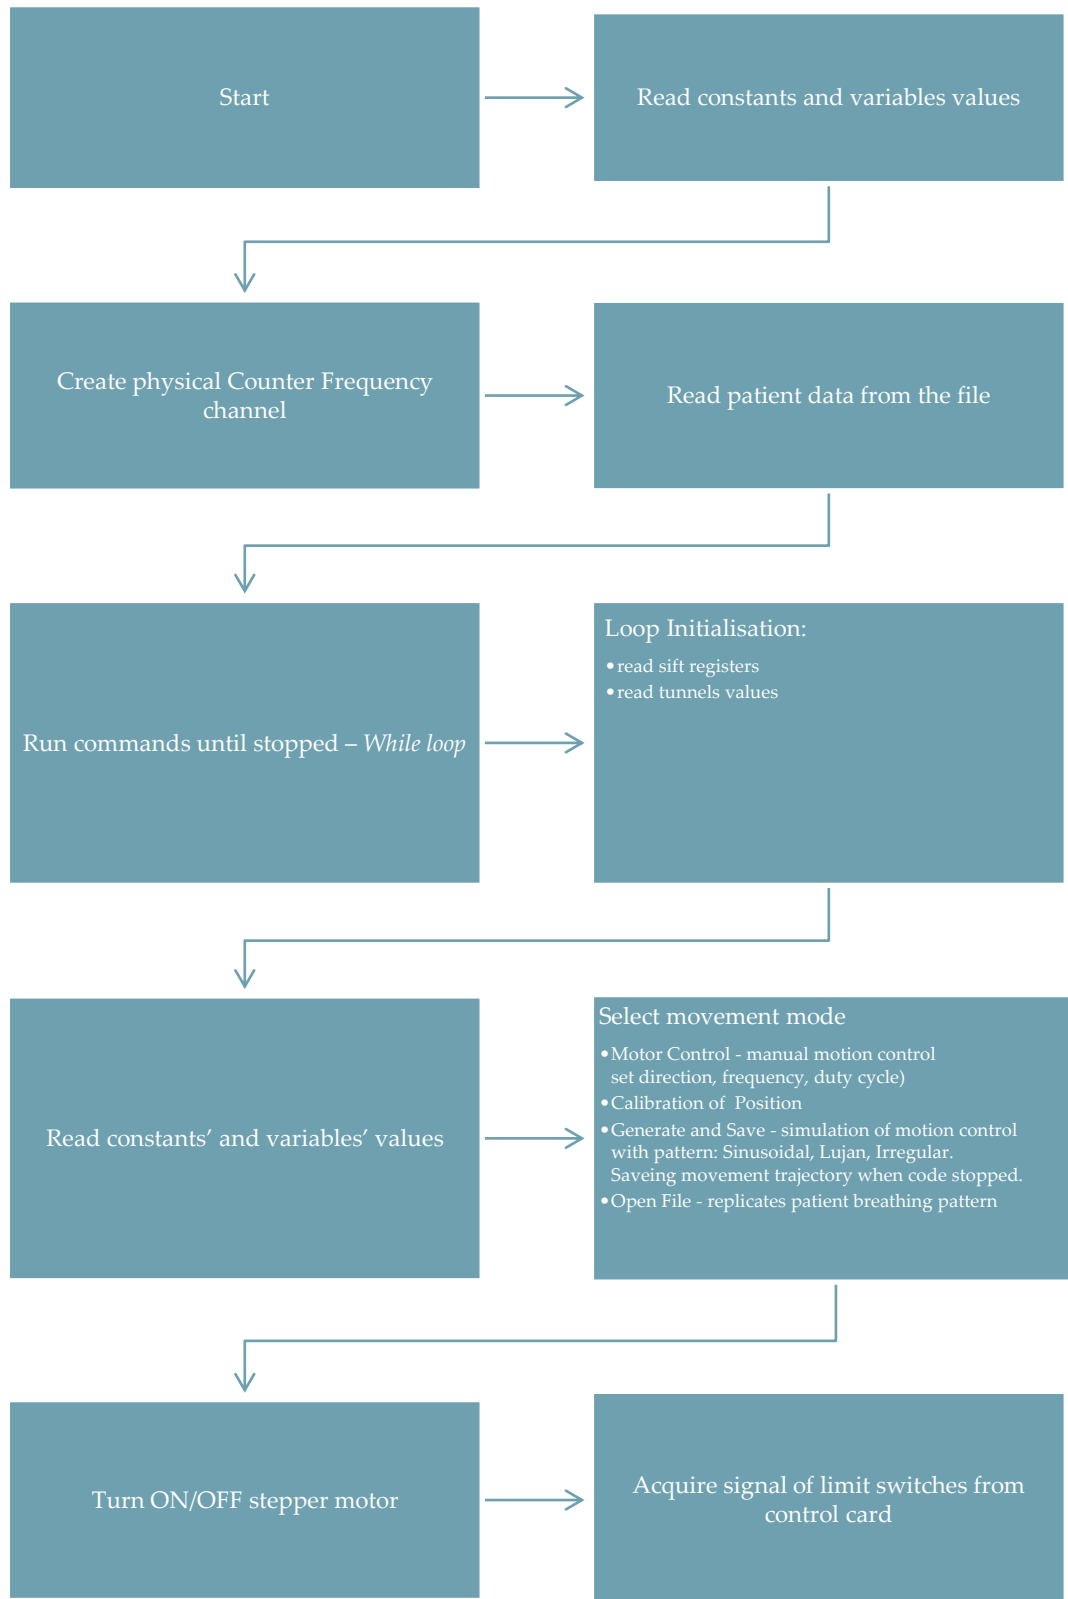 Start
Read constants and variables values
Create physical Counter Frequency
channel
Read patient data from the file
Run commands until stopped – While loop
Loop Initialisation:
•read sift registers
•read tunnels values
Read constants’ and variables’ values
Select movement mode
•Motor Control - manual motion control
set direction, frequency, duty cycle)
•Calibration of Position
•Generate and Save - simulation of motion control
with pattern: Sinusoidal, Lujan, Irregular.
Saveing movement trajectory when code stopped.
•Open File - replicates patient breathing pattern
Turn ON/OFF stepper motor
Acquire signal of limit switches from
control card